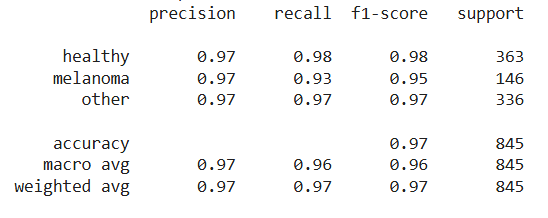 precision recall f1-score support
healthy 0.97 0.98 0.98 363
melanoma 0.97 0.93 0.95 146
other 0.97 0.97 0.97 336
accuracy 0.97 845
macro avg 0.97 0.96 0.96 845
weighted avg 0.97 0.97 0.97 845